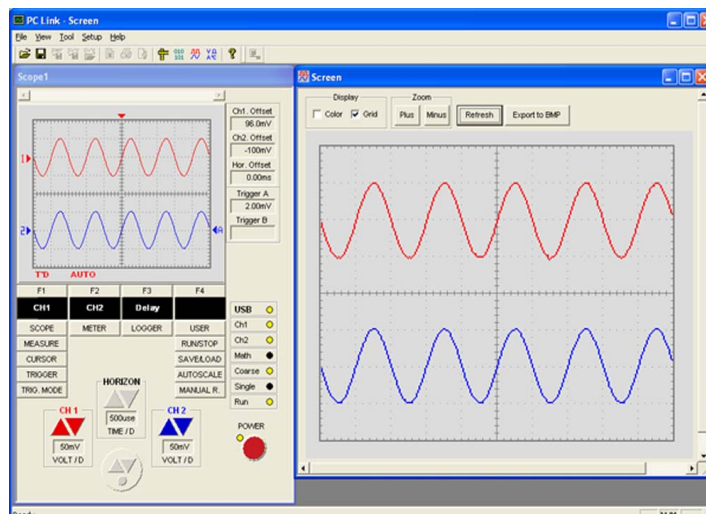 PC Link - Screen
File View Tool Setup Help
Scope1
Ch1. Offset
96.0mV
Ch2. Offset
-100mV
Hor. Offset
0.00ms
Trigger A
2.00mV
Trigger B
1
2
A
T'D AUTO
F1 F2 F3 F4
CH1 CH2 Delay
SCOPE METER LOGGER USER
MEASURE RUN/STOP
CURSOR SAVE/LOAD
TRIGGER AUTOSCALE
TRIG. MODE MANUAL R.
USB
Ch1
Ch2
Math
Coarse
Single
Run
HORIZON
500use
TIME / D
CH 1
50mV
VOLT / D
CH 2
50mV
VOLT / D
POWER
Screen
Display
Color Grid
Zoom
Plus Minus
Refresh Export to BMP